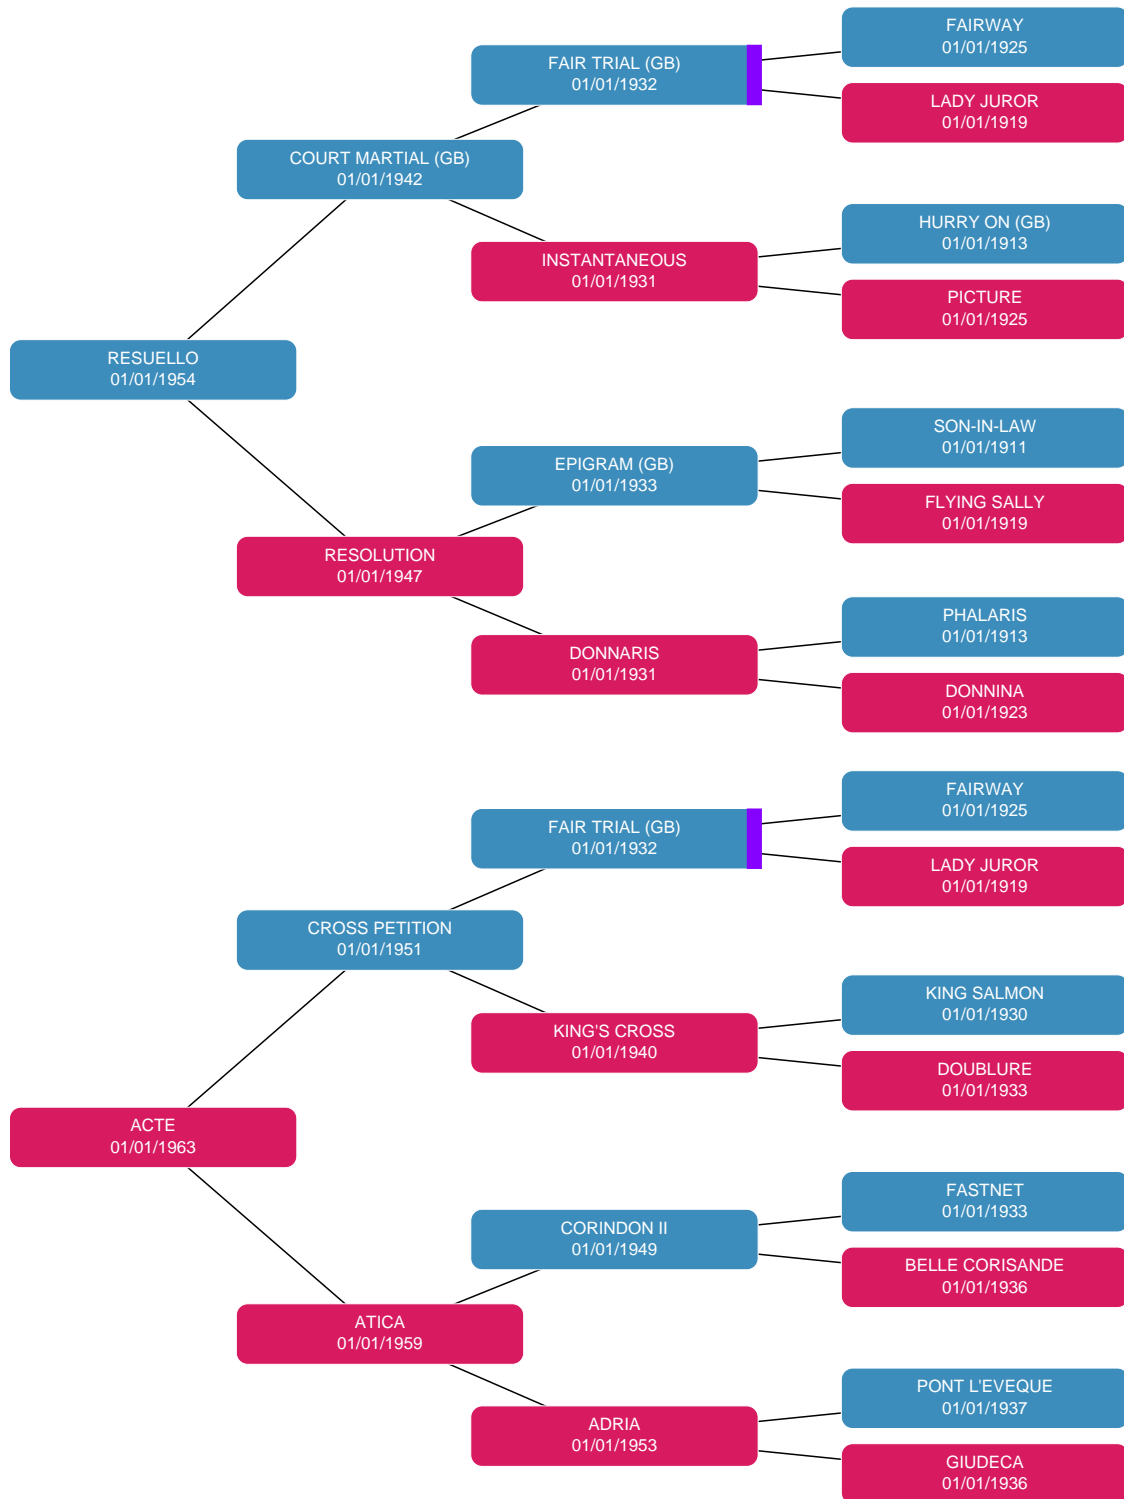 FAIRWAY
01/01/1925
FAIR TRIAL (GB)
01/01/1932
LADY JUROR
01/01/1919
COURT MARTIAL (GB)
01/01/1942
HURRY ON (GB)
01/01/1913
INSTANTANEOUS
01/01/1931
PICTURE
01/01/1925
RESUELLO
01/01/1954
SON-IN-LAW
01/01/1911
EPIGRAM (GB)
01/01/1933
FLYING SALLY
01/01/1919
RESOLUTION
01/01/1947
PHALARIS
01/01/1913
DONNARIS
01/01/1931
DONNINA
01/01/1923
FAIRWAY
01/01/1925
FAIR TRIAL (GB)
01/01/1932
LADY JUROR
01/01/1919
CROSS PETITION
01/01/1951
KING SALMON
01/01/1930
KING'S CROSS
01/01/1940
DOUBLURE
01/01/1933
ACTE
01/01/1963
FASTNET
01/01/1933
CORINDON II
01/01/1949
BELLE CORISANDE
01/01/1936
ATICA
01/01/1959
PONT L'EVEQUE
01/01/1937
ADRIA
01/01/1953
GIUDECA
01/01/1936